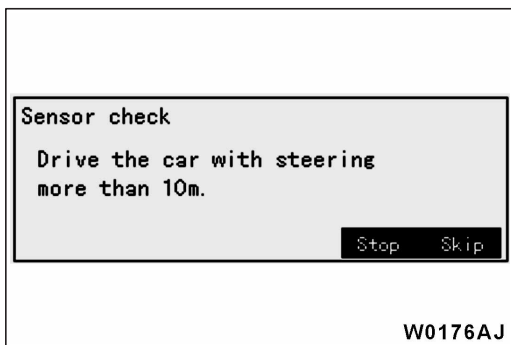 Sensor check
Drive the car with steering
more than 10m.
Stop Skip
W0176AJ